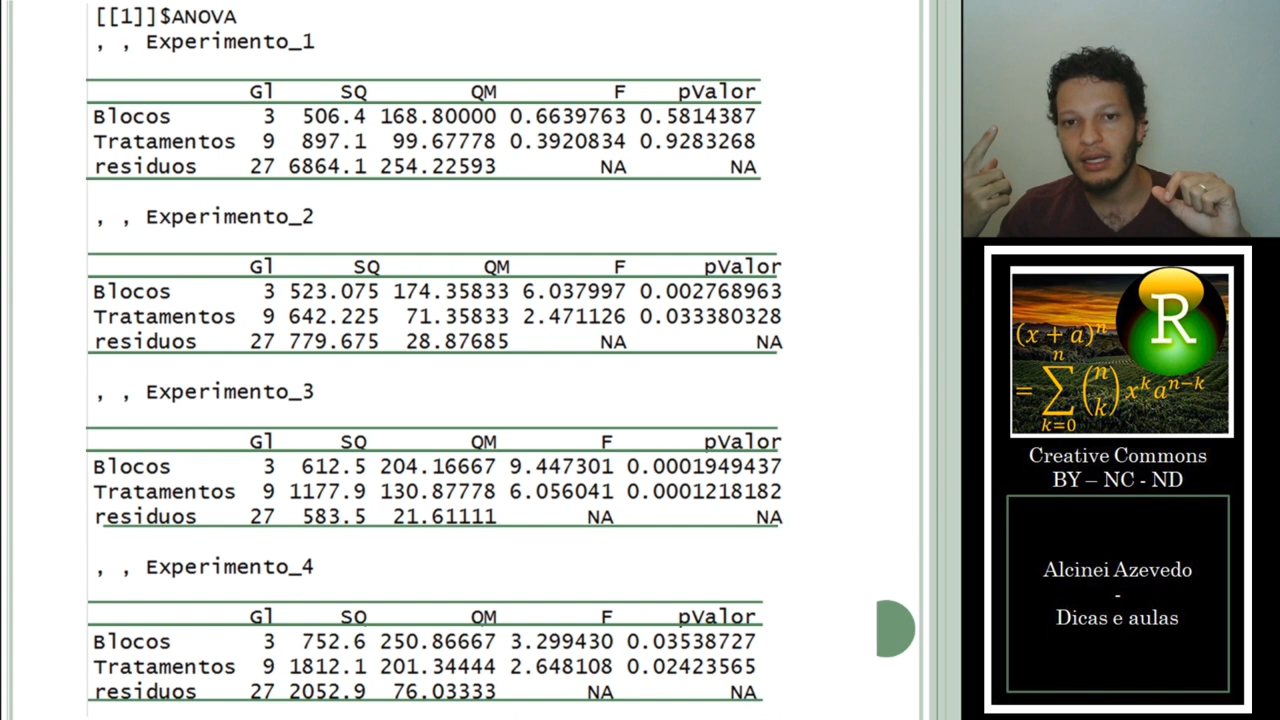 [[1]]$ANOVA
, , Experimento_1
Gl SQ QM F pValor
Blocos 3 506.4 168.80000 0.6639763 0.5814387
Tratamentos 9 897.1 99.67778 0.3920834 0.9283268
residuos 27 6864.1 254.22593 NA NA
, , Experimento_2
Gl SQ QM F pValor
Blocos 3 523.075 174.35833 6.037997 0.002768963
Tratamentos 9 642.225 71.35833 2.471126 0.033380328
residuos 27 779.675 28.87685 NA NA
, , Experimento_3
Gl SQ QM F pValor
Blocos 3 612.5 204.16667 9.447301 0.0001949437
Tratamentos 9 1177.9 130.87778 6.056041 0.0001218182
residuos 27 583.5 21.61111 NA NA
, , Experimento_4
Gl SQ QM F pValor
Blocos 3 752.6 250.86667 3.299430 0.03538727
Tratamentos 9 1812.1 201.34444 2.648108 0.02423565
residuos 27 2052.9 76.03333 NA NA
R
(x + a)^n
= ∑_{k=0}^{n} (n k) x^k a^{n−k}
Creative Commons
BY – NC - ND
Alcinei Azevedo
-
Dicas e aulas